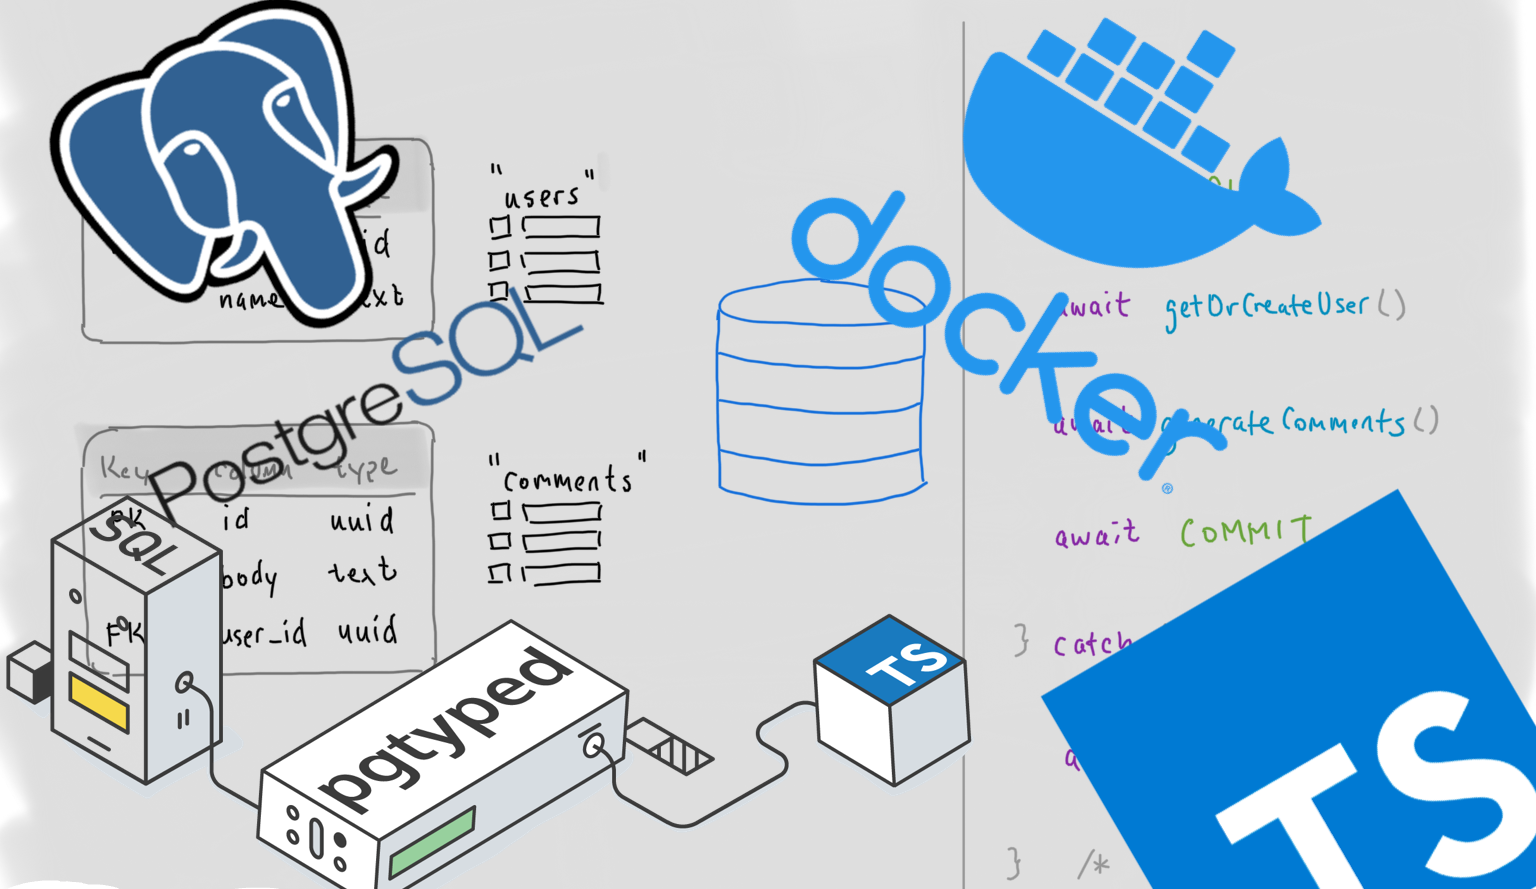 "users"
id
name
PostgreSQL
docker
®
await getOrCreateUser()
await generateComments()
Key column type
PK id uuid
body text
FK user_id uuid
"Comments"
await COMMIT
} catch
} /*
SQL
pgtyped
TS
TS